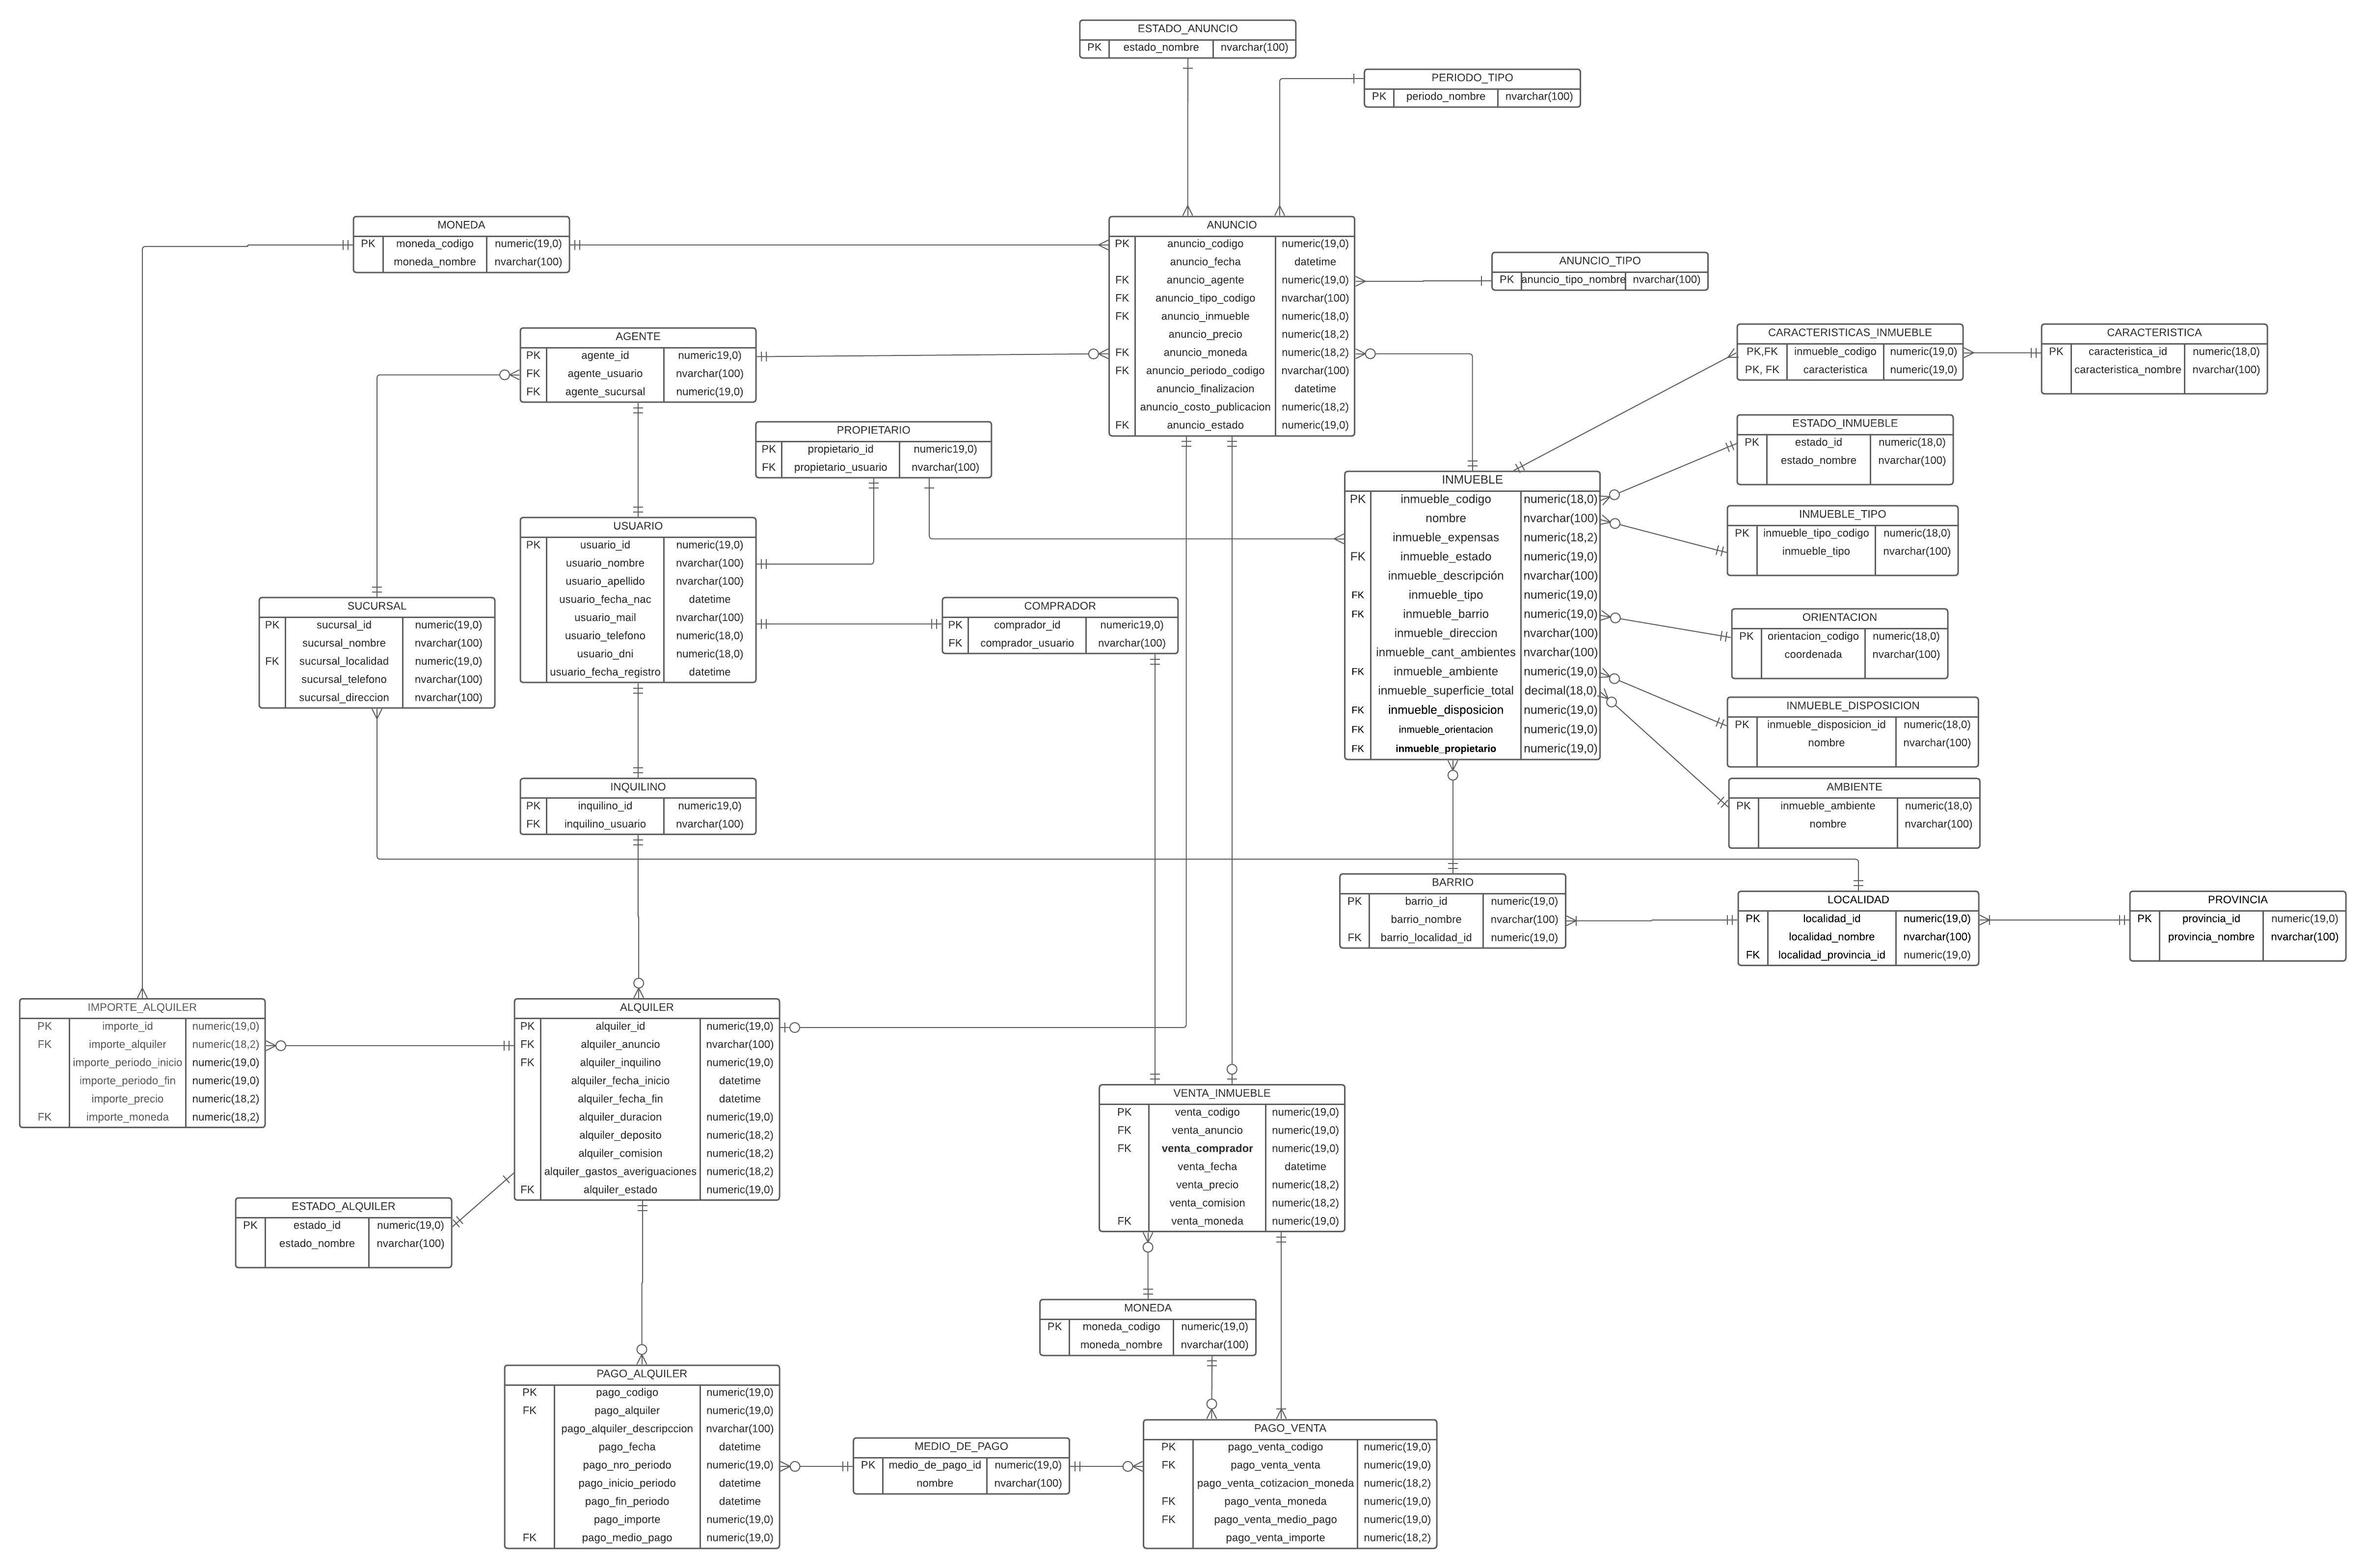 ESTADO_ANUNCIO
PK estado_nombre nvarchar(100)
PERIODO_TIPO
PK periodo_nombre nvarchar(100)
MONEDA
PK moneda_codigo numeric(19,0)
moneda_nombre nvarchar(100)
ANUNCIO
PK anuncio_codigo numeric(19,0)
anuncio_fecha datetime
FK anuncio_agente numeric(19,0)
FK anuncio_tipo_codigo nvarchar(100)
FK anuncio_inmueble numeric(18,0)
anuncio_precio numeric(18,2)
FK anuncio_moneda numeric(18,2)
FK anuncio_periodo_codigo nvarchar(100)
anuncio_finalizacion datetime
anuncio_costo_publicacion numeric(18,2)
FK anuncio_estado numeric(19,0)
ANUNCIO_TIPO
PK anuncio_tipo_nombre nvarchar(100)
AGENTE
PK agente_id numeric19,0)
FK agente_usuario nvarchar(100)
FK agente_sucursal numeric(19,0)
CARACTERISTICAS_INMUEBLE
PK,FK inmueble_codigo numeric(19,0)
PK, FK caracteristica numeric(19,0)
CARACTERISTICA
PK caracteristica_id numeric(18,0)
caracteristica_nombre nvarchar(100)
PROPIETARIO
PK propietario_id numeric19,0)
FK propietario_usuario nvarchar(100)
ESTADO_INMUEBLE
PK estado_id numeric(18,0)
estado_nombre nvarchar(100)
INMUEBLE
PK inmueble_codigo numeric(18,0)
nombre nvarchar(100)
inmueble_expensas numeric(18,2)
FK inmueble_estado numeric(19,0)
inmueble_descripción nvarchar(100)
FK inmueble_tipo numeric(19,0)
FK inmueble_barrio numeric(19,0)
inmueble_direccion nvarchar(100)
inmueble_cant_ambientes nvarchar(100)
FK inmueble_ambiente numeric(19,0)
inmueble_superficie_total decimal(18,0)
FK inmueble_disposicion numeric(19,0)
FK inmueble_orientacion numeric(19,0)
FK inmueble_propietario numeric(19,0)
INMUEBLE_TIPO
PK inmueble_tipo_codigo numeric(18,0)
inmueble_tipo nvarchar(100)
USUARIO
PK usuario_id numeric(19,0)
usuario_nombre nvarchar(100)
usuario_apellido nvarchar(100)
usuario_fecha_nac datetime
usuario_mail nvarchar(100)
usuario_telefono numeric(18,0)
usuario_dni numeric(18,0)
usuario_fecha_registro datetime
SUCURSAL
PK sucursal_id numeric(19,0)
sucursal_nombre nvarchar(100)
FK sucursal_localidad numeric(19,0)
sucursal_telefono nvarchar(100)
sucursal_direccion nvarchar(100)
COMPRADOR
PK comprador_id numeric19,0)
FK comprador_usuario nvarchar(100)
ORIENTACION
PK orientacion_codigo numeric(18,0)
coordenada nvarchar(100)
INMUEBLE_DISPOSICION
PK inmueble_disposicion_id numeric(18,0)
nombre nvarchar(100)
INQUILINO
PK inquilino_id numeric19,0)
FK inquilino_usuario nvarchar(100)
AMBIENTE
PK inmueble_ambiente numeric(18,0)
nombre nvarchar(100)
BARRIO
PK barrio_id numeric(19,0)
barrio_nombre nvarchar(100)
FK barrio_localidad_id numeric(19,0)
LOCALIDAD
PK localidad_id numeric(19,0)
localidad_nombre nvarchar(100)
FK localidad_provincia_id numeric(19,0)
PROVINCIA
PK provincia_id numeric(19,0)
provincia_nombre nvarchar(100)
IMPORTE_ALQUILER
PK importe_id numeric(19,0)
FK importe_alquiler numeric(18,2)
importe_periodo_inicio numeric(19,0)
importe_periodo_fin numeric(19,0)
importe_precio numeric(18,2)
FK importe_moneda numeric(18,2)
ALQUILER
PK alquiler_id numeric(19,0)
FK alquiler_anuncio nvarchar(100)
FK alquiler_inquilino numeric(19,0)
alquiler_fecha_inicio datetime
alquiler_fecha_fin datetime
alquiler_duracion numeric(19,0)
alquiler_deposito numeric(18,2)
alquiler_comision numeric(18,2)
alquiler_gastos_averiguaciones numeric(18,2)
FK alquiler_estado numeric(19,0)
VENTA_INMUEBLE
PK venta_codigo numeric(19,0)
FK venta_anuncio numeric(19,0)
FK venta_comprador numeric(19,0)
venta_fecha datetime
venta_precio numeric(18,2)
venta_comision numeric(18,2)
FK venta_moneda numeric(19,0)
ESTADO_ALQUILER
PK estado_id numeric(19,0)
estado_nombre nvarchar(100)
MONEDA
PK moneda_codigo numeric(19,0)
moneda_nombre nvarchar(100)
PAGO_ALQUILER
PK pago_codigo numeric(19,0)
FK pago_alquiler numeric(19,0)
pago_alquiler_descripccion nvarchar(100)
pago_fecha datetime
pago_nro_periodo numeric(19,0)
pago_inicio_periodo datetime
pago_fin_periodo datetime
pago_importe numeric(19,0)
FK pago_medio_pago numeric(19,0)
MEDIO_DE_PAGO
PK medio_de_pago_id numeric(19,0)
nombre nvarchar(100)
PAGO_VENTA
PK pago_venta_codigo numeric(19,0)
FK pago_venta_venta numeric(19,0)
pago_venta_cotizacion_moneda numeric(18,2)
FK pago_venta_moneda numeric(19,0)
FK pago_venta_medio_pago numeric(19,0)
pago_venta_importe numeric(18,2)